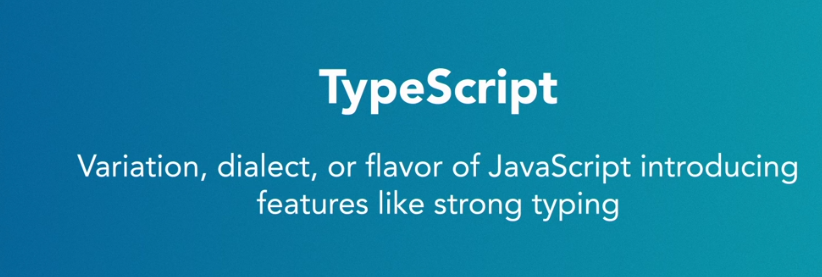 TypeScript
Variation, dialect, or flavor of JavaScript introducing
features like strong typing